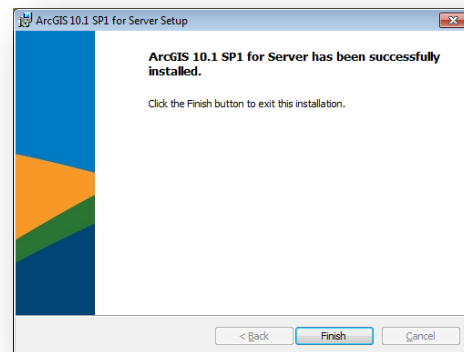 ArcGIS 10.1 SP1 for Server Setup
ArcGIS 10.1 SP1 for Server has been successfully
installed.
Click the Finish button to exit this installation.
< Back Finish Cancel